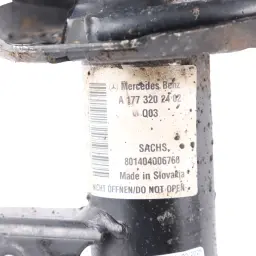 Mercedes Benz
A 177 320 24 02
Q03
SACHS,
801404006768
Made in Slovakia
NICHT ÖFFNEN/DO NOT OPEN